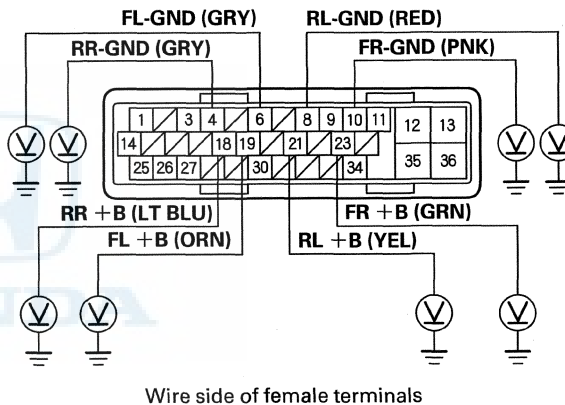 FL-GND (GRY) RL-GND (RED)
RR-GND (GRY) FR-GND (PNK)
1 3 4 6 8 9 10 11 12 13
14 18 19 21 23
25 26 27 30 34 35 36
RR +B (LT BLU) FR +B (GRN)
FL +B (ORN) RL +B (YEL)
V V V V
V V V V
Wire side of female terminals